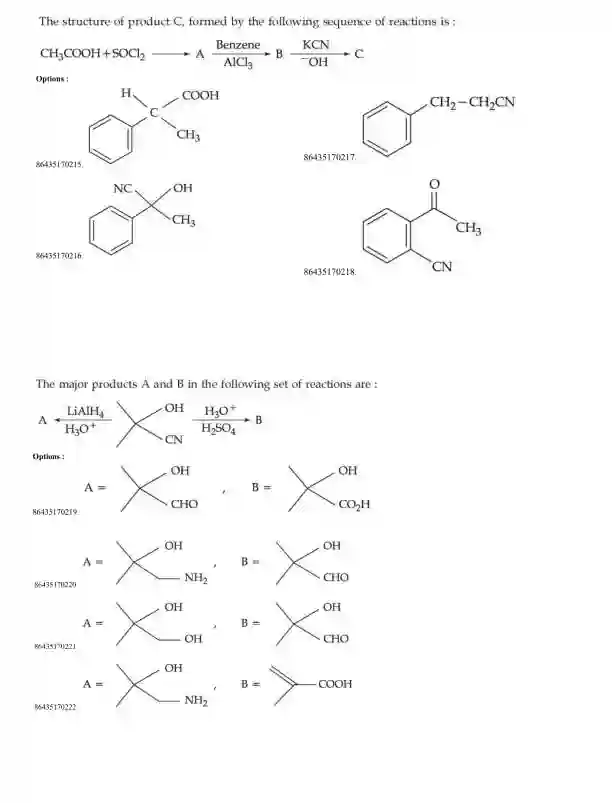 The structure of product C, formed by the following sequence of reactions is :
CH₃COOH + SOCl₂ → A Benzene AlCl₃ → B KCN ⁻OH → C
Options :
H C COOH CH₃
86435170215.
CH₂–CH₂CN
86435170217.
NC OH CH₃
86435170216.
O CH₃ CN
86435170218.
The major products A and B in the following set of reactions are :
A ← LiAlH₄ H₃O⁺ OH CN H₃O⁺ H₂SO₄ → B
Options :
A = OH CHO , B = OH CO₂H
86435170219.
A = OH NH₂ , B = OH CHO
86435170220.
A = OH OH , B = OH CHO
86435170221.
A = OH NH₂ , B = COOH
86435170222.